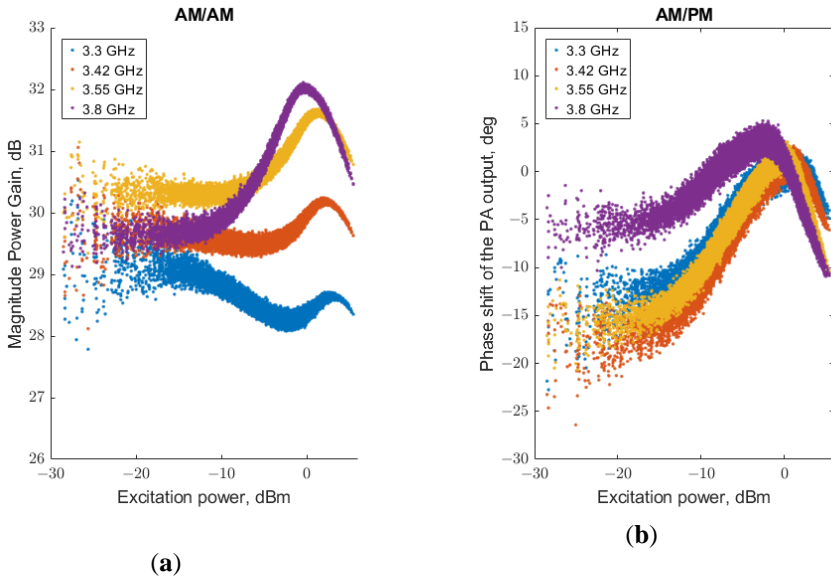 AM/AM
3.3 GHz
3.42 GHz
3.55 GHz
3.8 GHz
33
32
31
30
29
28
27
26
−30
−20
−10
0
Magnitude Power Gain, dB
Excitation power, dBm
(a)
AM/PM
3.3 GHz
3.42 GHz
3.55 GHz
3.8 GHz
15
10
5
0
−5
−10
−15
−20
−25
−30
−30
−20
−10
0
Phase shift of the PA output, deg
Excitation power, dBm
(b)